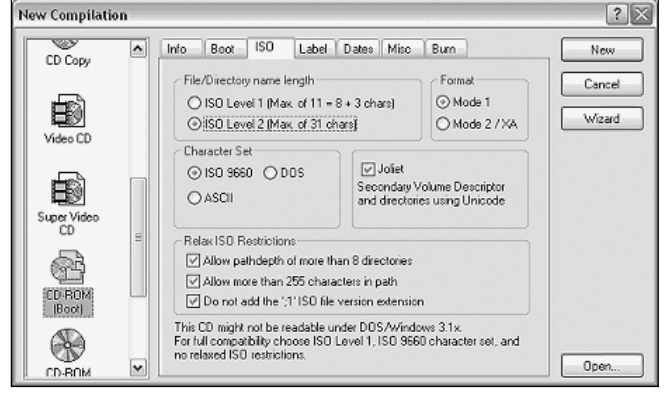 New Compilation
CD Copy
Video CD
Super Video
CD
CD-ROM
(Boot)
CD-ROM
Info Boot ISO Label Dates Misc Burn
File/Directory name length
ISO Level 1 (Max. of 11 = 8 + 3 chars)
ISO Level 2 (Max. of 31 chars)
Format
Mode 1
Mode 2 / XA
Character Set
ISO 9660 DOS
ASCII
Joliet
Secondary Volume Descriptor
and directories using Unicode
Relax ISO Restrictions
Allow pathdepth of more than 8 directories
Allow more than 255 characters in path
Do not add the ';1' ISO file version extension
This CD might not be readable under DOS/Windows 3.1x.
For full compatibility choose ISO Level 1, ISO 9660 character set, and
no relaxed ISO restrictions.
New
Cancel
Wizard
Open...